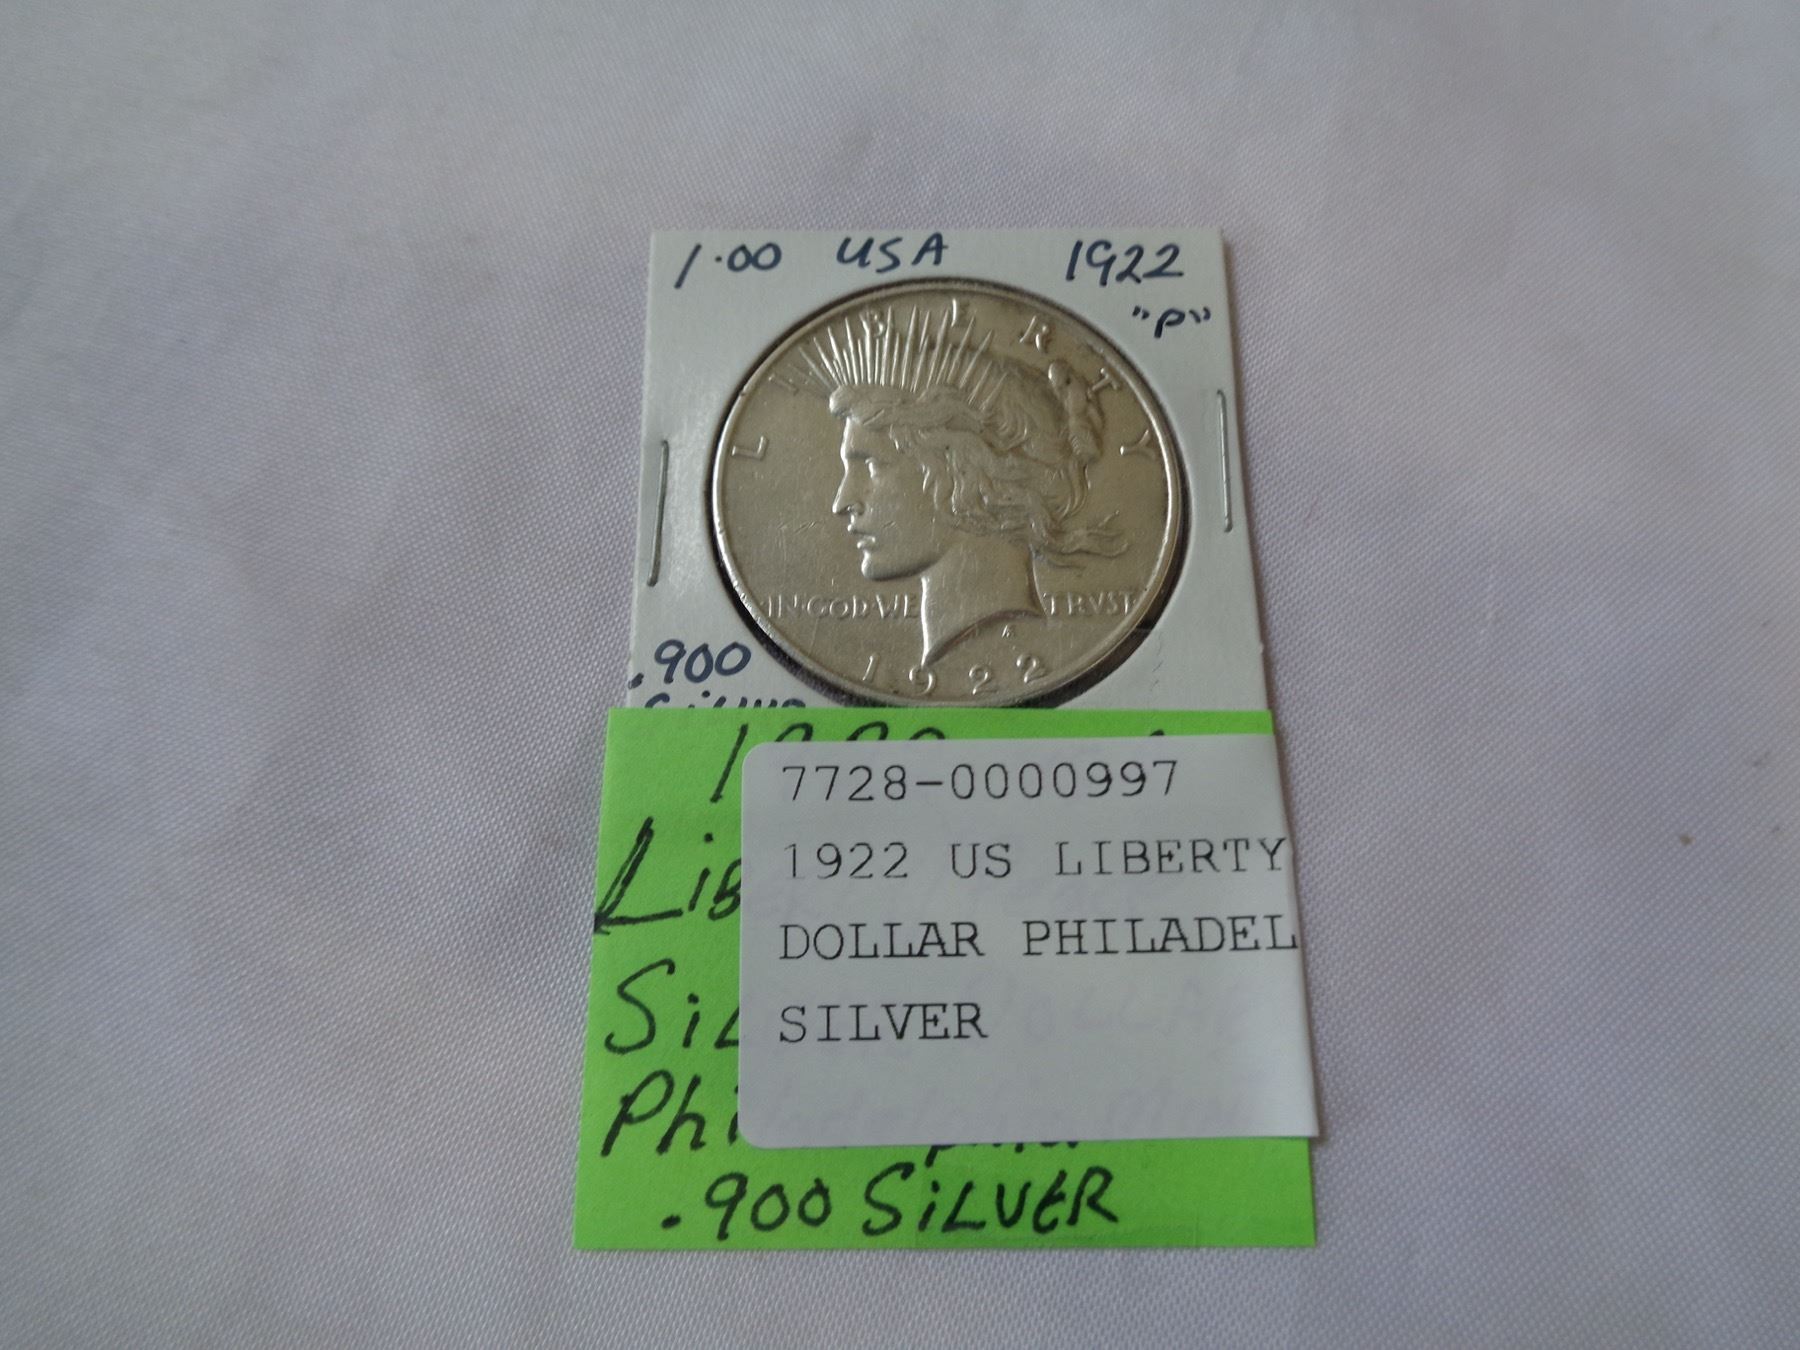 1.00 USA 1922
"P"
LIBERTY
IN GOD WE TRVST
1922
.900
7728-0000997
1922 US LIBERTY
DOLLAR PHILADEL
SILVER
.900 SiLVER